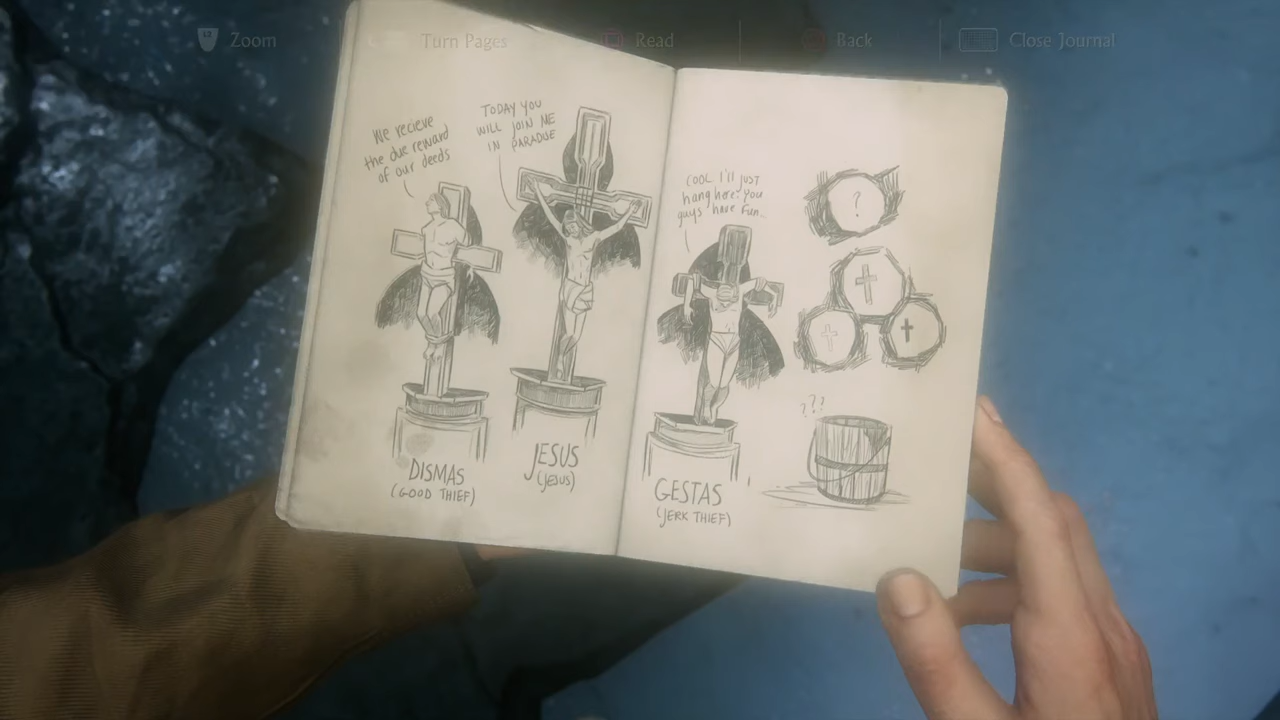 Zoom
Turn Pages
Read
Back
Close Journal
We recieve
the due reward
of our deeds
TODAY YOU
WILL JOIN ME
IN PARADISE
DISMAS
(GOOD THIEF)
JESUS
(JESUS)
COOL. I'll just
hang here. You
guys have fun...
GESTAS
(JERK THIEF)
?
???